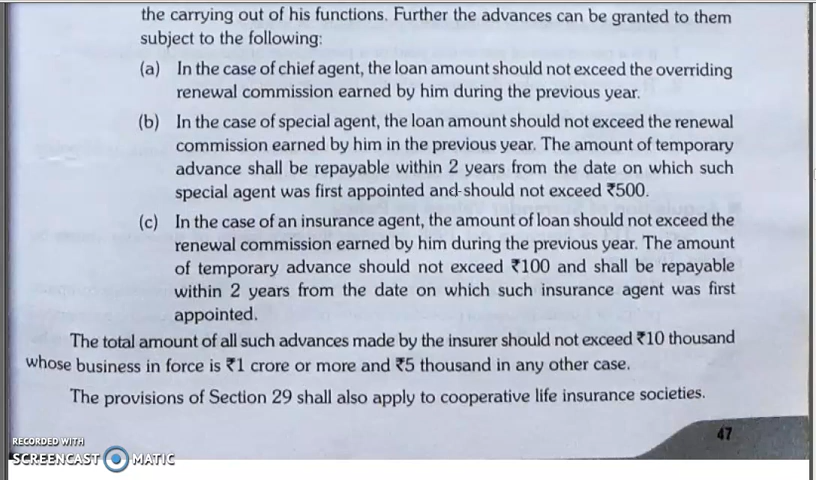 the carrying out of his functions. Further the advances can be granted to them
subject to the following:
(a) In the case of chief agent, the loan amount should not exceed the overriding
renewal commission earned by him during the previous year.
(b) In the case of special agent, the loan amount should not exceed the renewal
commission earned by him in the previous year. The amount of temporary
advance shall be repayable within 2 years from the date on which such
special agent was first appointed and should not exceed ₹500.
(c) In the case of an insurance agent, the amount of loan should not exceed the
renewal commission earned by him during the previous year. The amount
of temporary advance should not exceed ₹100 and shall be repayable
within 2 years from the date on which such insurance agent was first
appointed.
The total amount of all such advances made by the insurer should not exceed ₹10 thousand
whose business in force is ₹1 crore or more and ₹5 thousand in any other case.
The provisions of Section 29 shall also apply to cooperative life insurance societies.
47
RECORDED WITH
SCREENCAST MATIC